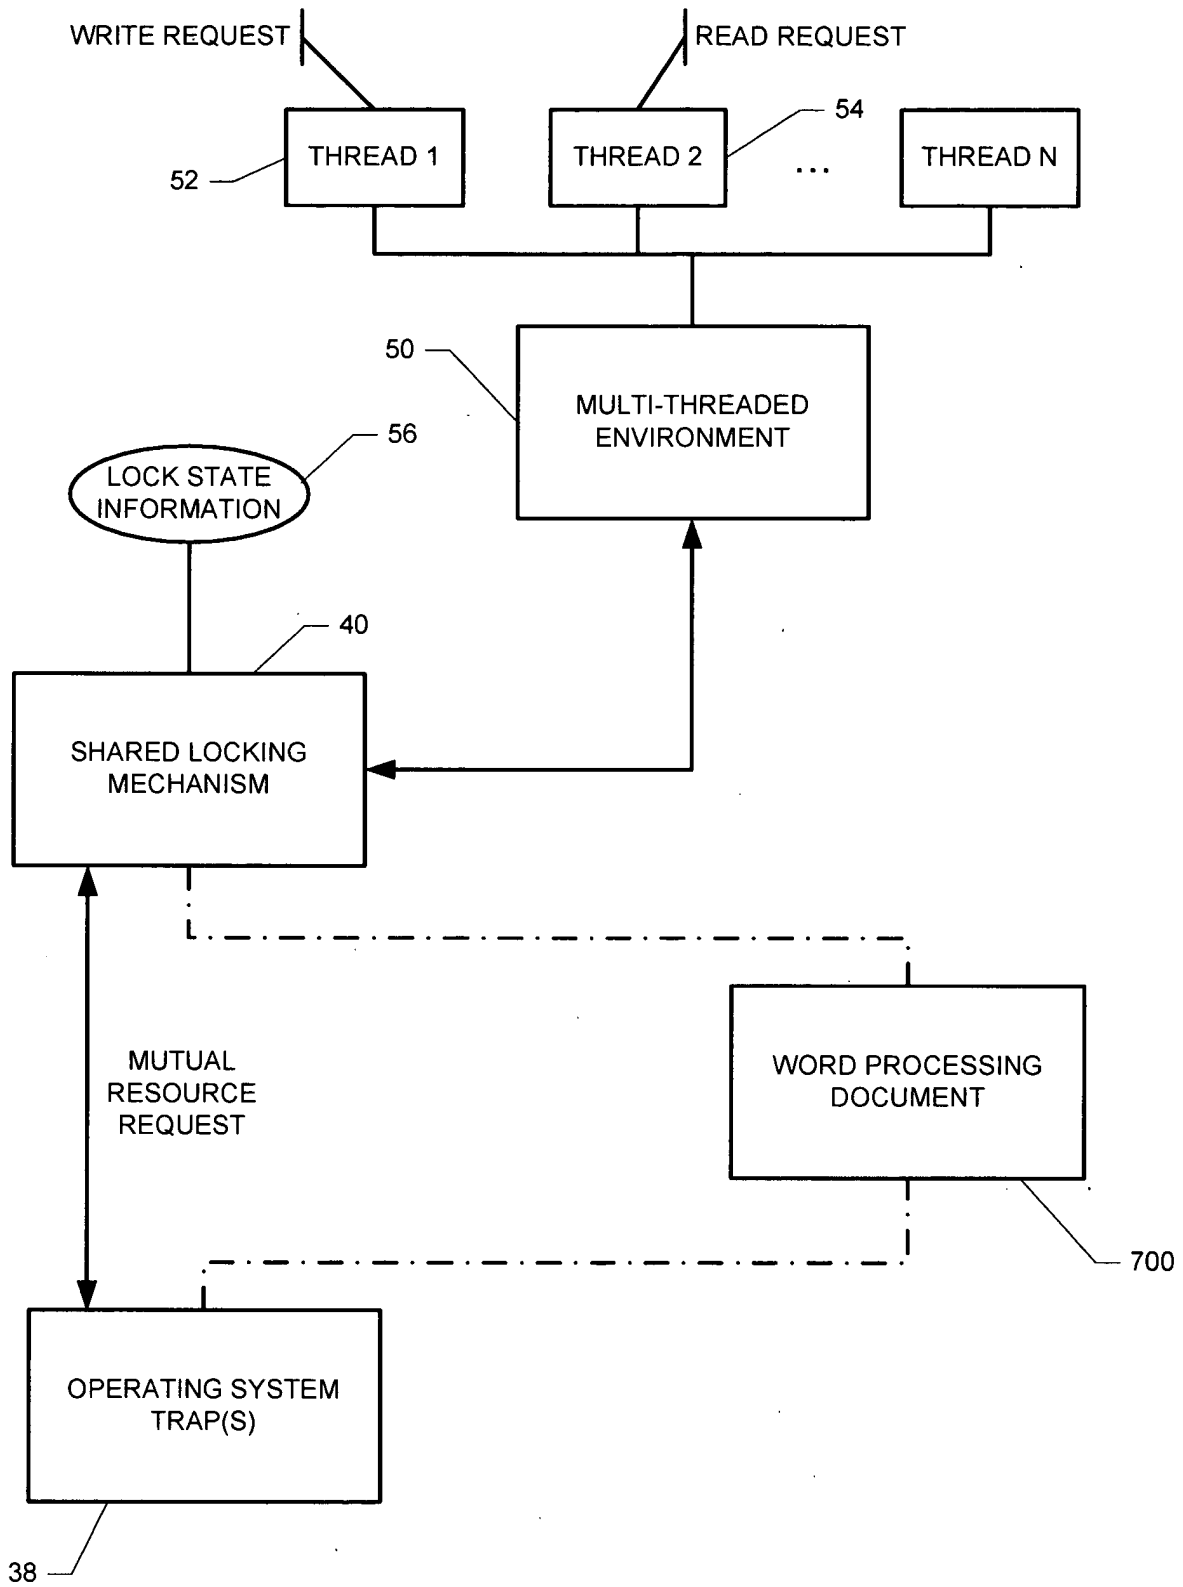 WRITE REQUEST
READ REQUEST
54
THREAD 1
THREAD 2
...
THREAD N
52
50
MULTI-THREADED
ENVIRONMENT
56
LOCK STATE
INFORMATION
40
SHARED LOCKING
MECHANISM
MUTUAL
RESOURCE
REQUEST
WORD PROCESSING
DOCUMENT
700
OPERATING SYSTEM
TRAP(S)
38